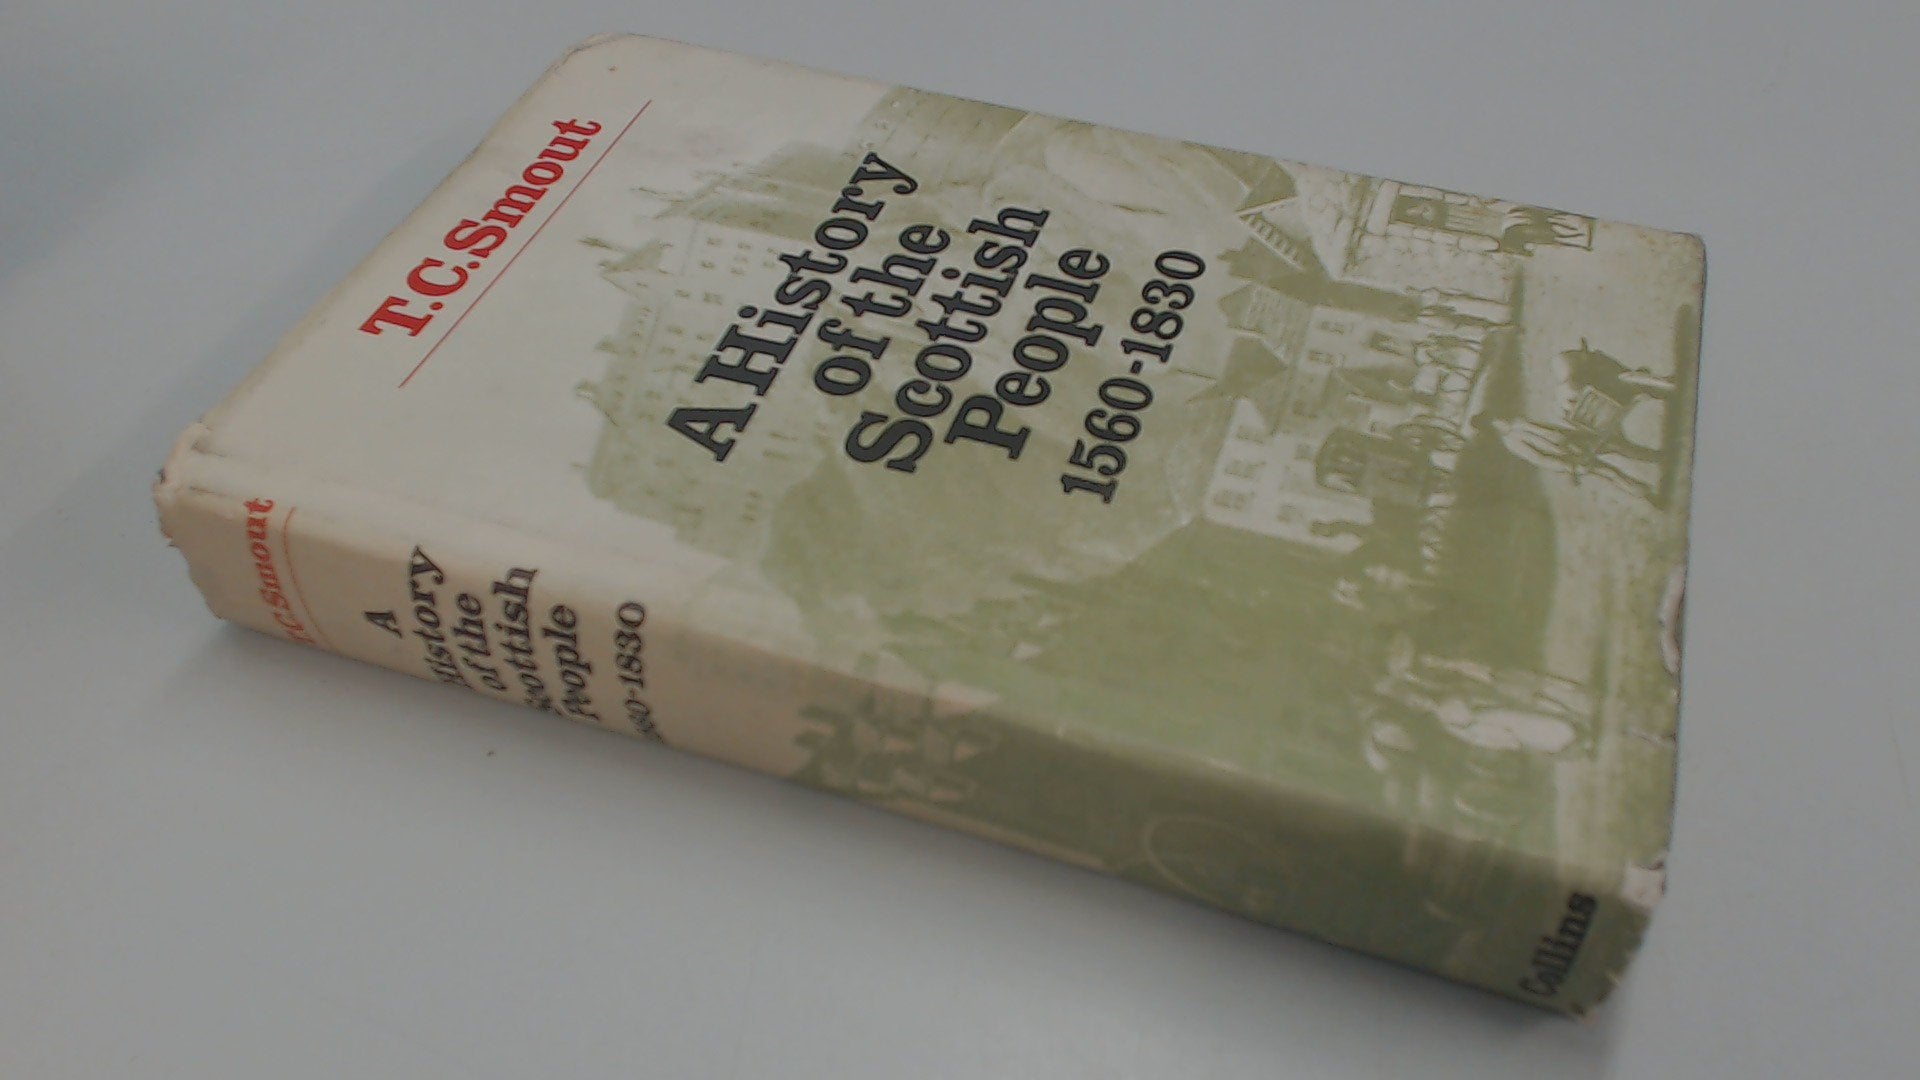 T.C.Smout
A History
of the
Scottish
People
1560-1830
T.C.Smout
A
History
of the
Scottish
People
1560-1830
Collins